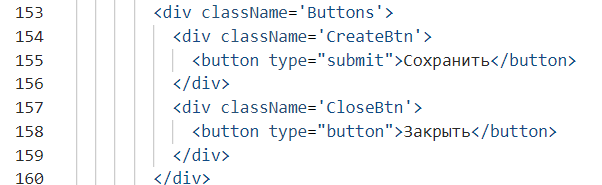 153 <div className='Buttons'>
154 <div className='CreateBtn'>
155 <button type="submit">Сохранить</button>
156 </div>
157 <div className='CloseBtn'>
158 <button type="button">Закрыть</button>
159 </div>
160 </div>